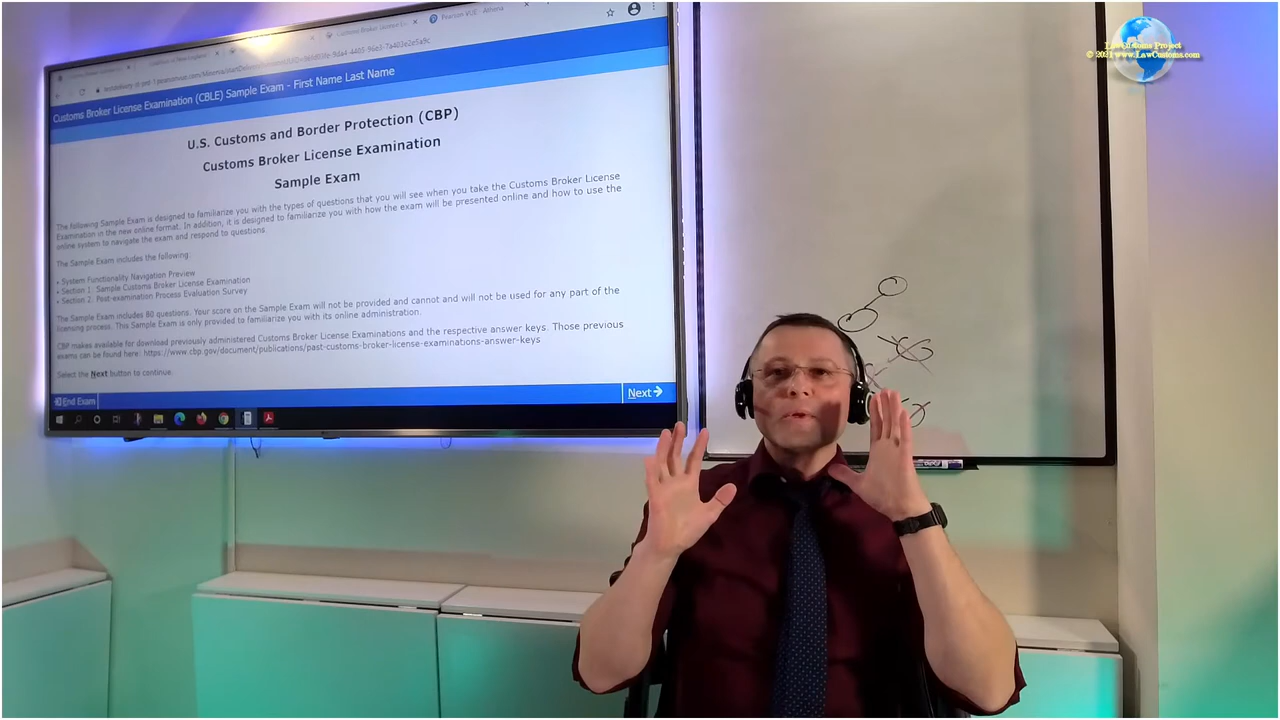 Customs Broker License Ex
Pearson VUE - Athena
Customs Broker License Examination (CBLE) Sample Exam - First Name Last Name
U.S. Customs and Border Protection (CBP)
Customs Broker License Examination
Sample Exam
The following Sample Exam is designed to familiarize you with the types of questions that you will see when you take the Customs Broker License
Examination in the new online format. In addition, it is designed to familiarize you with how the exam will be presented online and how to use the
online system to navigate the exam and respond to questions.
The Sample Exam includes the following:
• System Functionality Navigation Preview
• Section 1. Sample Customs Broker License Examination
• Section 2. Post-examination Process Evaluation Survey
The Sample Exam includes 80 questions. Your score on the Sample Exam will not be provided and cannot and will not be used for any part of the
licensing process. This Sample Exam is only provided to familiarize you with its online administration.
CBP makes available for download previously administered Customs Broker License Examinations and the respective answer keys. Those previous
exams can be found here: https://www.cbp.gov/document/publications/past-customs-broker-license-examinations-answer-keys
Select the Next button to continue.
End Exam
Next
LawCustoms Project
© 2021 www.LawCustoms.com